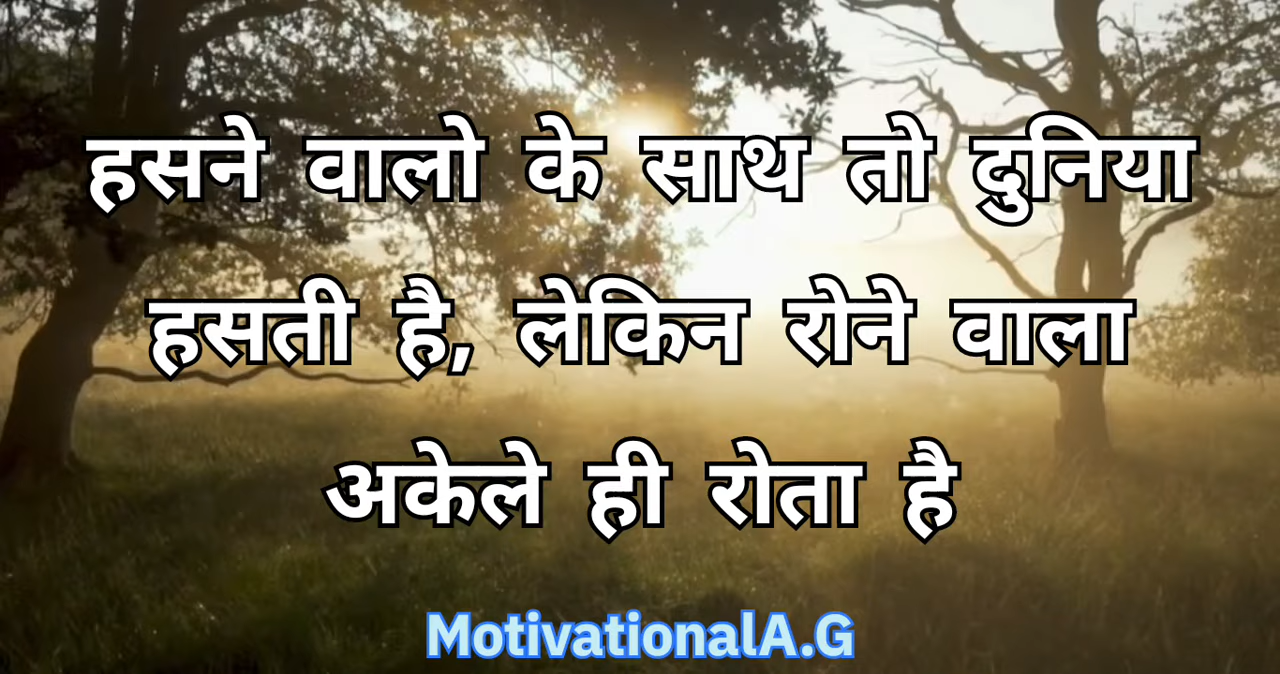 हसने वालो के साथ तो दुनिया
हसती है, लेकिन रोने वाला
अकेले ही रोता है
MotivationalA.G